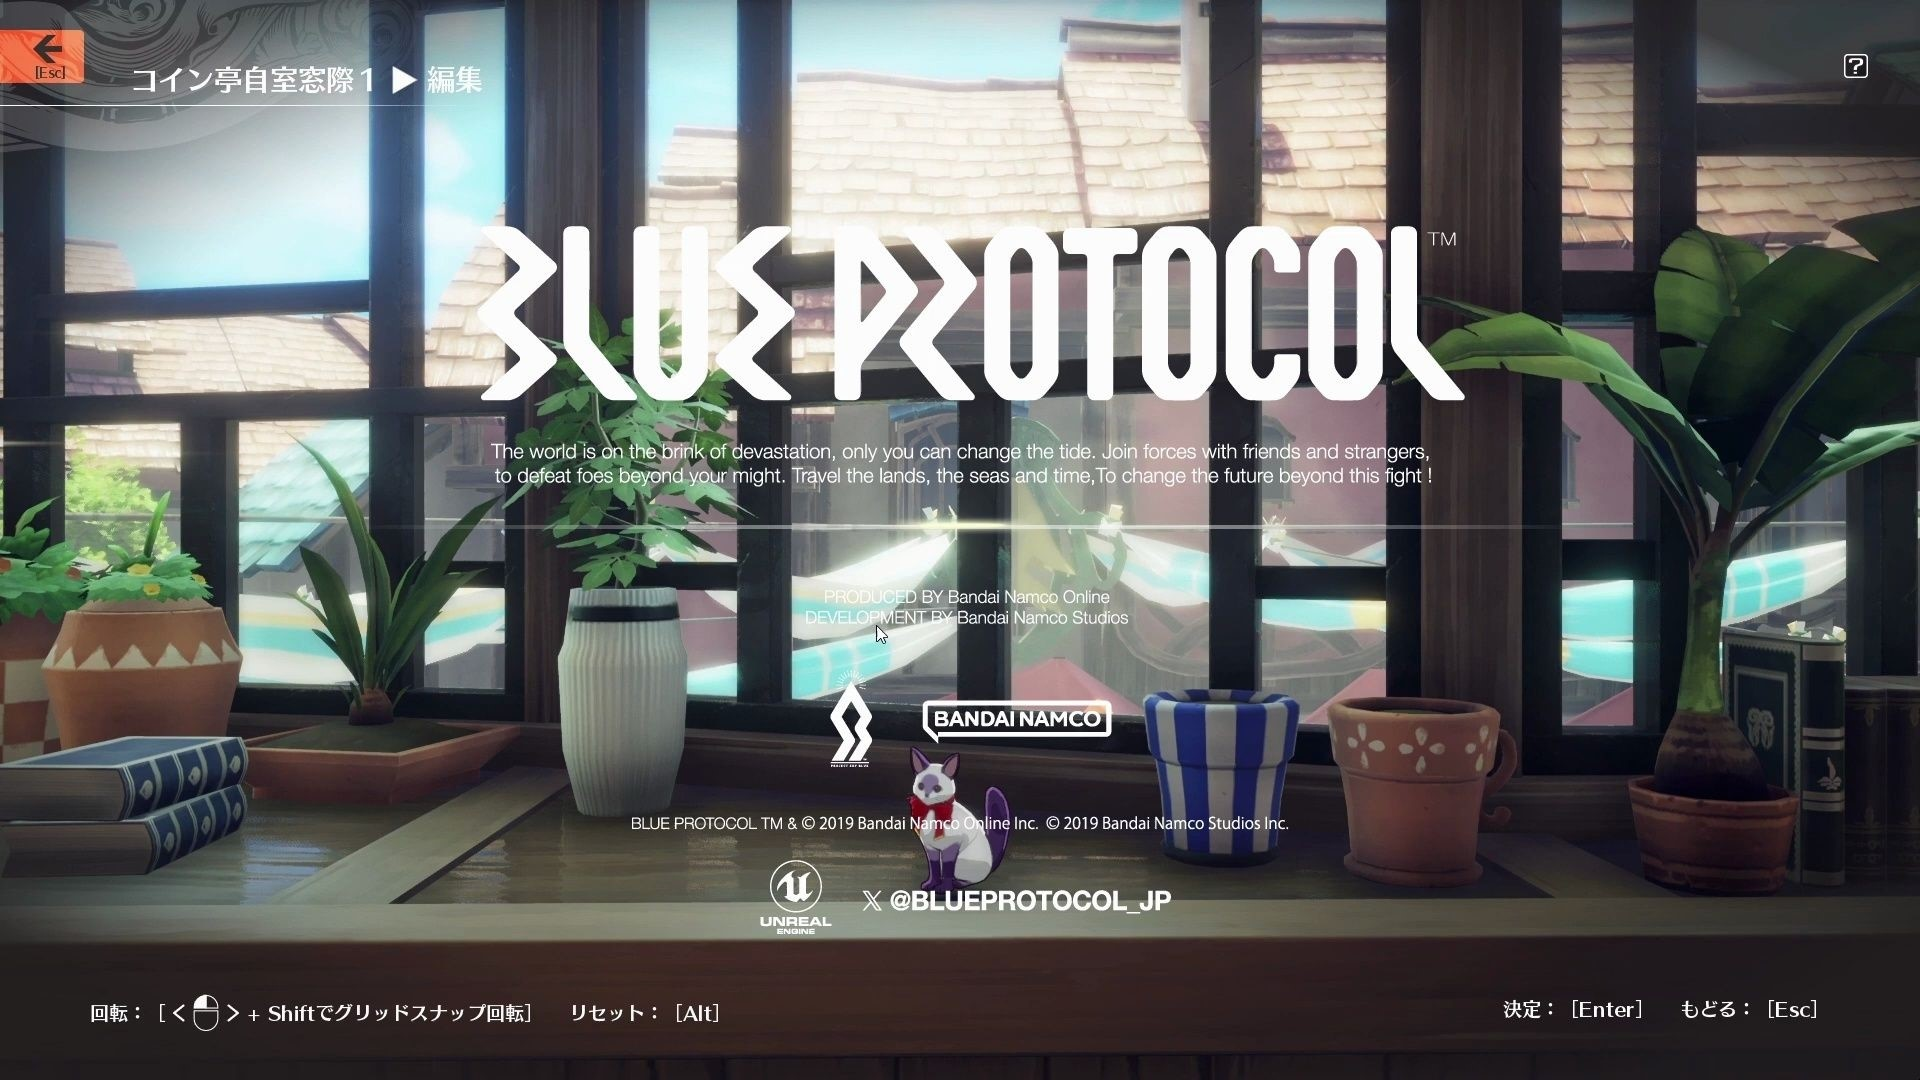 [Esc]
コイン亭自室窓際1 ▶ 編集
?
BLUE PROTOCOL™
The world is on the brink of devastation, only you can change the tide. Join forces with friends and strangers,
to defeat foes beyond your might. Travel the lands, the seas and time,To change the future beyond this fight !
PRODUCED BY Bandai Namco Online
DEVELOPMENT BY Bandai Namco Studios
PROJECT SKY BLUE
BANDAI NAMCO
BLUE PROTOCOL TM & © 2019 Bandai Namco Online Inc. © 2019 Bandai Namco Studios Inc.
UNREAL
ENGINE
X @BLUEPROTOCOL_JP
回転：［< >+ Shiftでグリッドスナップ回転］ リセット：［Alt］
決定：［Enter］ もどる：［Esc］